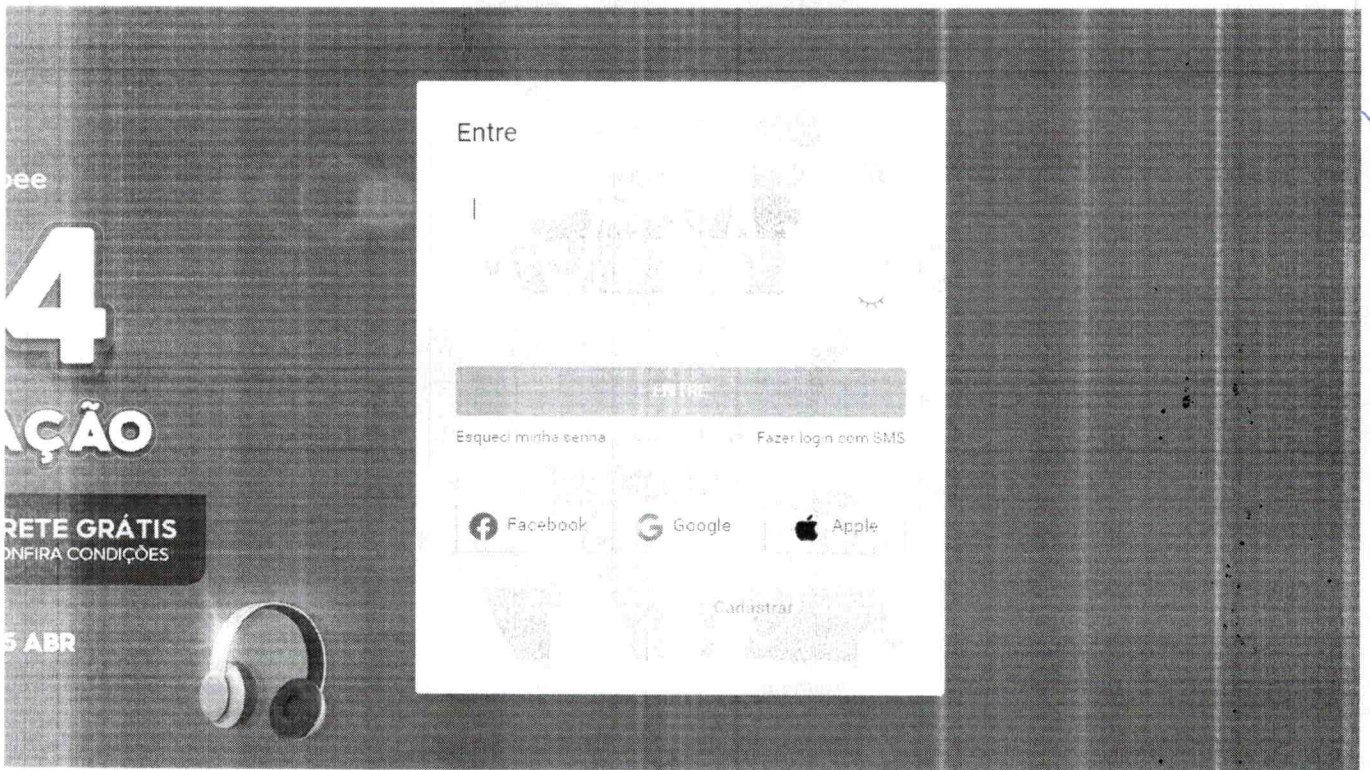 Entre
pee
4
AÇÃO
RETE GRÁTIS
ONFIRA CONDIÇÕES
5 ABR
ENTRE
Esqueci minha senha
Fazer login com SMS
Facebook
Google
Apple
Cadastrar